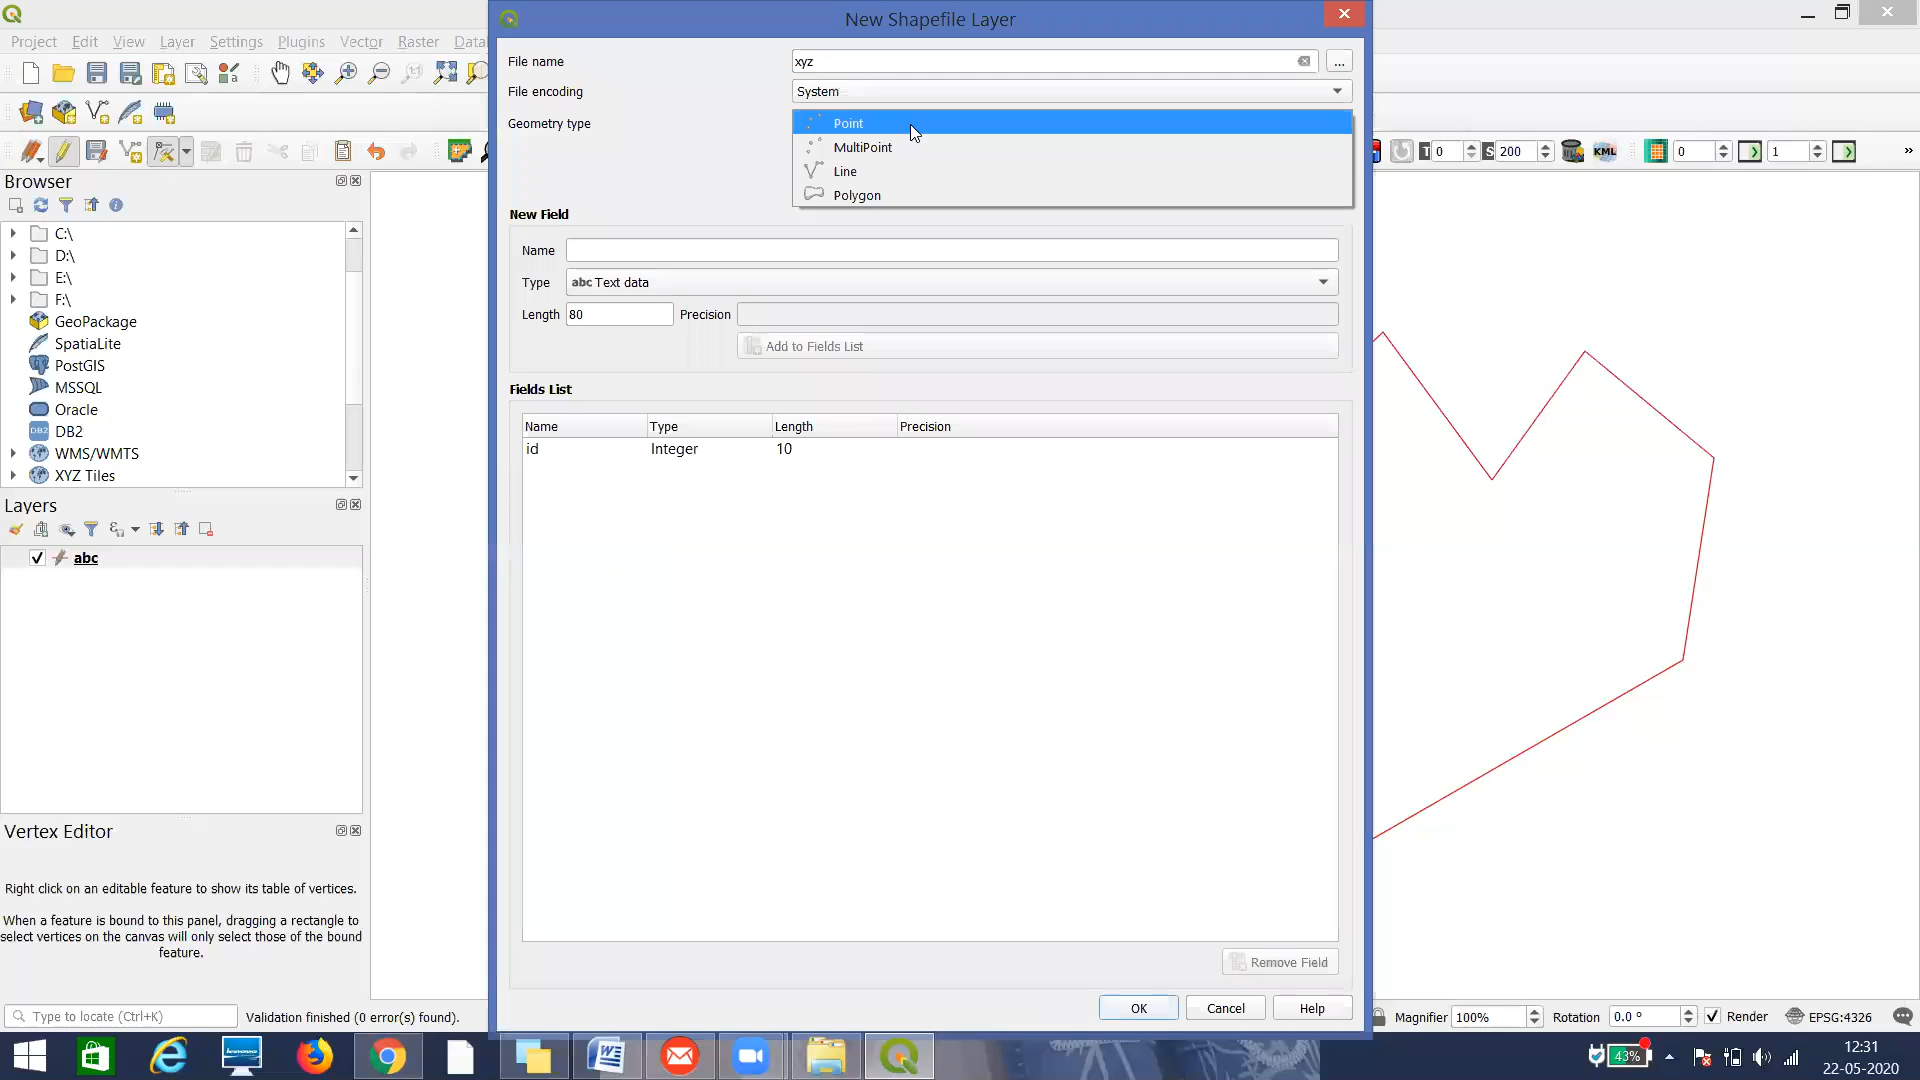 New Shapefile Layer
Project Edit View Layer Settings Plugins Vector Raster Datal
File name xyz ...
File encoding System
Geometry type
Point
MultiPoint
Line
Polygon
T 0 S 200 KML 0 1 »
Browser
C:\
D:\
E:\
F:\
GeoPackage
SpatiaLite
PostGIS
MSSQL
Oracle
DB2 DB2
WMS/WMTS
XYZ Tiles
New Field
Name
Type abc Text data
Length 80 Precision
Add to Fields List
Fields List
Name Type Length Precision
id Integer 10
Layers
abc
Vertex Editor
Right click on an editable feature to show its table of vertices.
When a feature is bound to this panel, dragging a rectangle to
select vertices on the canvas will only select those of the bound
feature.
Remove Field
OK Cancel Help
Type to locate (Ctrl+K) Validation finished (0 error(s) found). Magnifier 100% Rotation 0.0 ° Render EPSG:4326
43% 12:31
22-05-2020